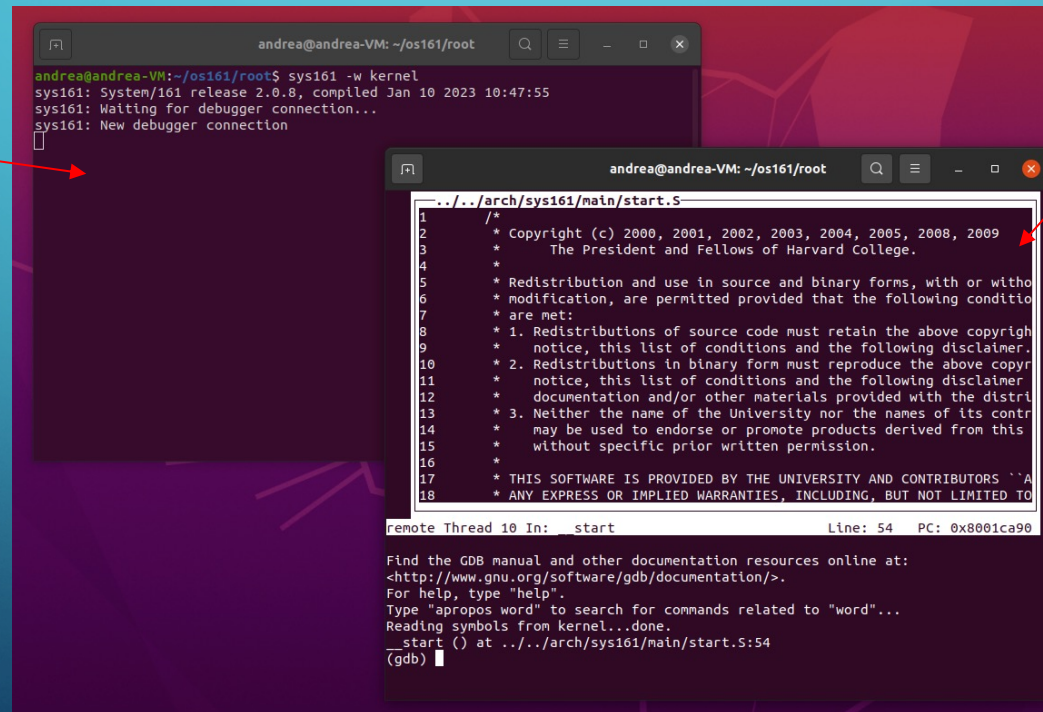 andrea@andrea-VM: ~/os161/root
andrea@andrea-VM:~/os161/root$ sys161 -w kernel
sys161: System/161 release 2.0.8, compiled Jan 10 2023 10:47:55
sys161: Waiting for debugger connection...
sys161: New debugger connection
andrea@andrea-VM: ~/os161/root
../../arch/sys161/main/start.S
1 /*
2 * Copyright (c) 2000, 2001, 2002, 2003, 2004, 2005, 2008, 2009
3 * The President and Fellows of Harvard College.
4 *
5 * Redistribution and use in source and binary forms, with or witho
6 * modification, are permitted provided that the following conditio
7 * are met:
8 * 1. Redistributions of source code must retain the above copyrigh
9 * notice, this list of conditions and the following disclaimer.
10 * 2. Redistributions in binary form must reproduce the above copyr
11 * notice, this list of conditions and the following disclaimer
12 * documentation and/or other materials provided with the distri
13 * 3. Neither the name of the University nor the names of its contr
14 * may be used to endorse or promote products derived from this
15 * without specific prior written permission.
16 *
17 * THIS SOFTWARE IS PROVIDED BY THE UNIVERSITY AND CONTRIBUTORS ``A
18 * ANY EXPRESS OR IMPLIED WARRANTIES, INCLUDING, BUT NOT LIMITED TO
remote Thread 10 In: __start Line: 54 PC: 0x8001ca90
Find the GDB manual and other documentation resources online at:
<http://www.gnu.org/software/gdb/documentation/>.
For help, type "help".
Type "apropos word" to search for commands related to "word"...
Reading symbols from kernel...done.
__start () at ../../arch/sys161/main/start.S:54
(gdb)